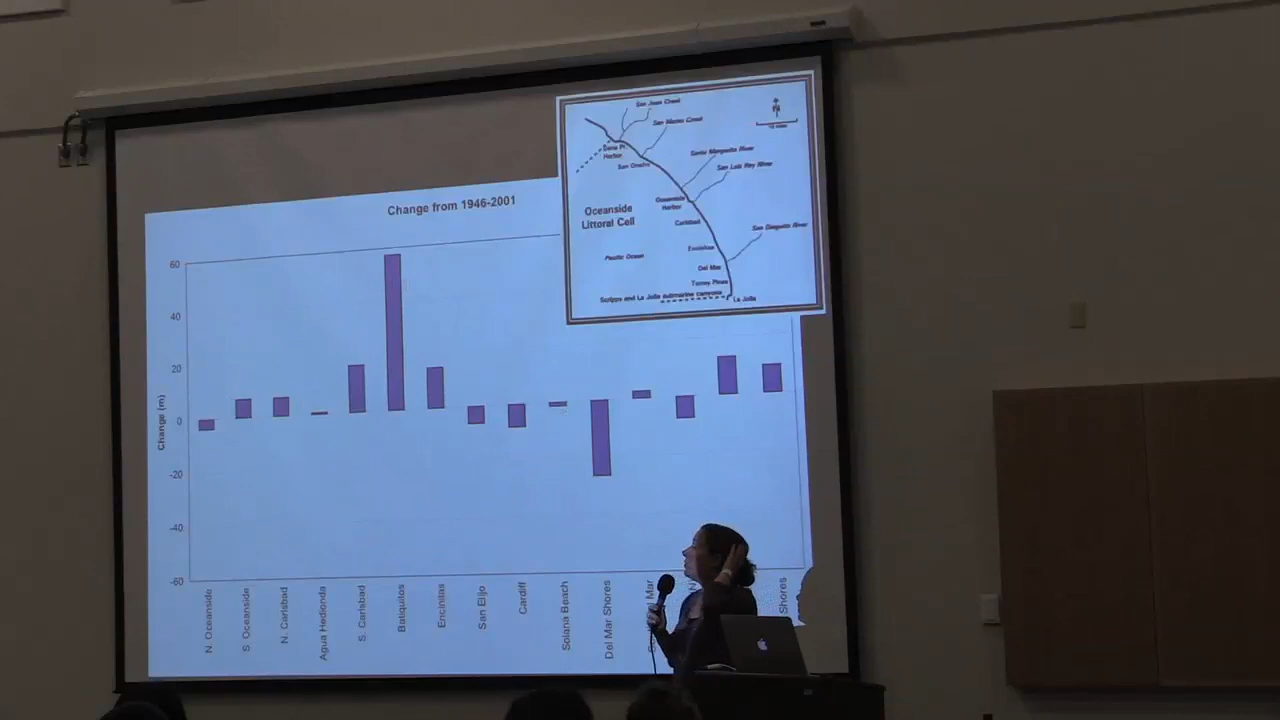 San Juan Creek
San Mateo Creek
Dana Pt.
Harbor
San Onofre
Santa Margarita River
San Luis Rey River
Oceanside
Harbor
Oceanside
Littoral Cell
Carlsbad
San Dieguito River
Encinitas
Pacific Ocean
Del Mar
Torrey Pines
Scripps and La Jolla submarine canyons
La Jolla
Change from 1946-2001
60
40
20
0
-20
-40
-60
Change (m)
N. Oceanside
S. Oceanside
N. Carlsbad
Agua Hedionda
S. Carlsbad
Batiquitos
Encinitas
San Elijo
Cardiff
Solana Beach
Del Mar Shores
Mar
Shores